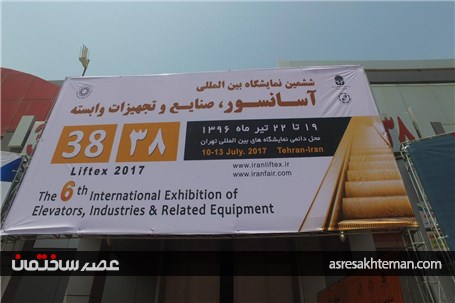 ششمین نمایشگاه بین المللی
آسانسور، صنایع و تجهیزات وابسته
38 ۳۸
Liftex 2017
۱۹ تا ۲۲ تیر ماه ۱۳۹۶
محل دائمی نمایشگاه های بین المللی تهران
10-13 July. 2017 Tehran-Iran
www.iranliftex.ir
www.iranfair.com
The 6th International Exhibition of
Elevators, Industries & Related Equipment
۳۸
عصر ساختمان
asresakhteman.com